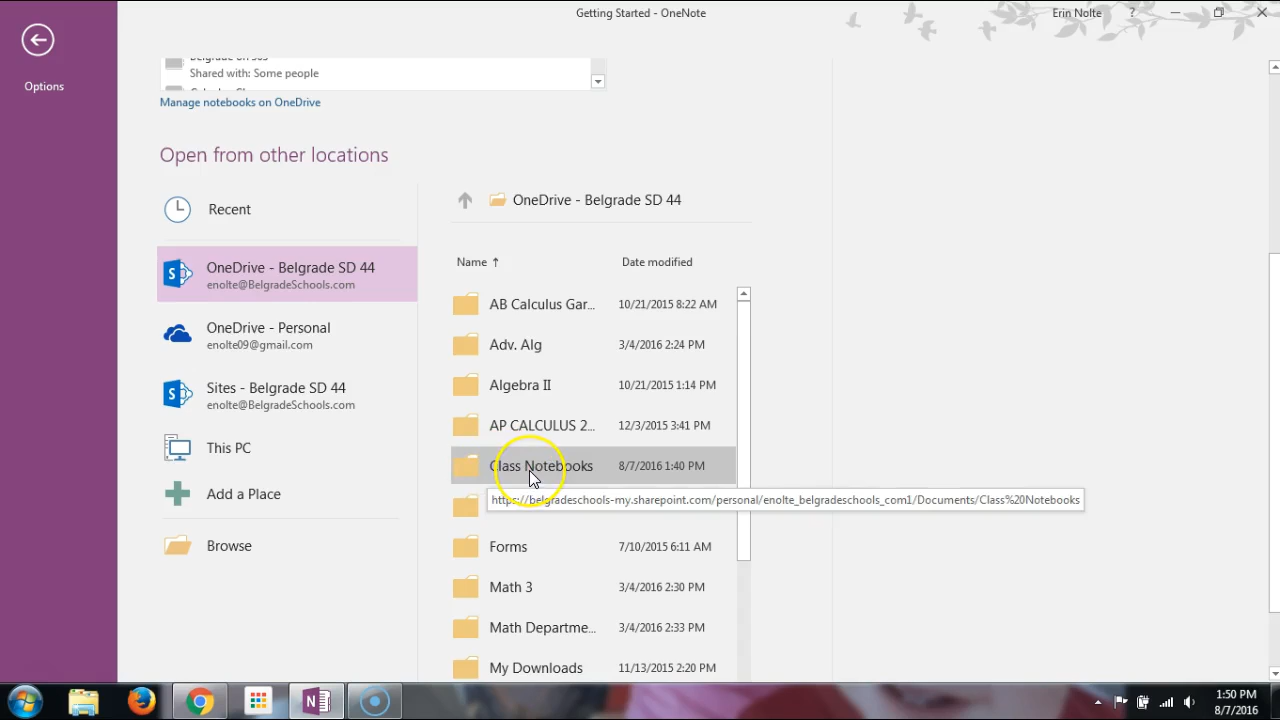 Getting Started - OneNote
Erin Nolte
?
Options
Belgrade on 365
Shared with: Some people
Manage notebooks on OneDrive
Open from other locations
Recent
OneDrive - Belgrade SD 44
enolte@BelgradeSchools.com
OneDrive - Personal
enolte09@gmail.com
Sites - Belgrade SD 44
enolte@BelgradeSchools.com
This PC
Add a Place
Browse
OneDrive - Belgrade SD 44
Name ↑ Date modified
AB Calculus Gar... 10/21/2015 8:22 AM
Adv. Alg 3/4/2016 2:24 PM
Algebra II 10/21/2015 1:14 PM
AP CALCULUS 2... 12/3/2015 3:41 PM
Class Notebooks 8/7/2016 1:40 PM
https://belgradeschools-my.sharepoint.com/personal/enolte_belgradeschools_com1/Documents/Class%20Notebooks
Forms 7/10/2015 6:11 AM
Math 3 3/4/2016 2:30 PM
Math Departme... 3/4/2016 2:33 PM
My Downloads 11/13/2015 2:20 PM
1:50 PM
8/7/2016